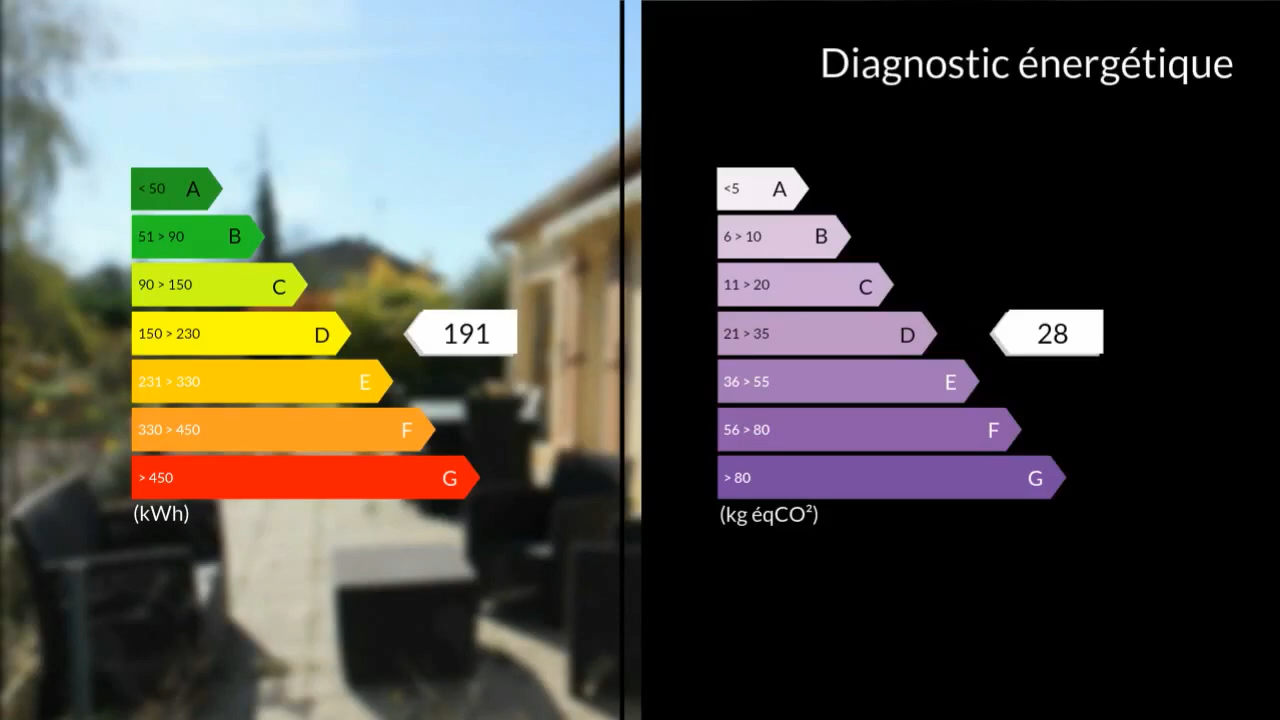 Diagnostic énergétique
< 50 A
51 > 90 B
90 > 150 C
150 > 230 D
191
231 > 330 E
330 > 450 F
> 450 G
(kWh)
<5 A
6 > 10 B
11 > 20 C
21 > 35 D
28
36 > 55 E
56 > 80 F
> 80 G
(kg éqCO²)